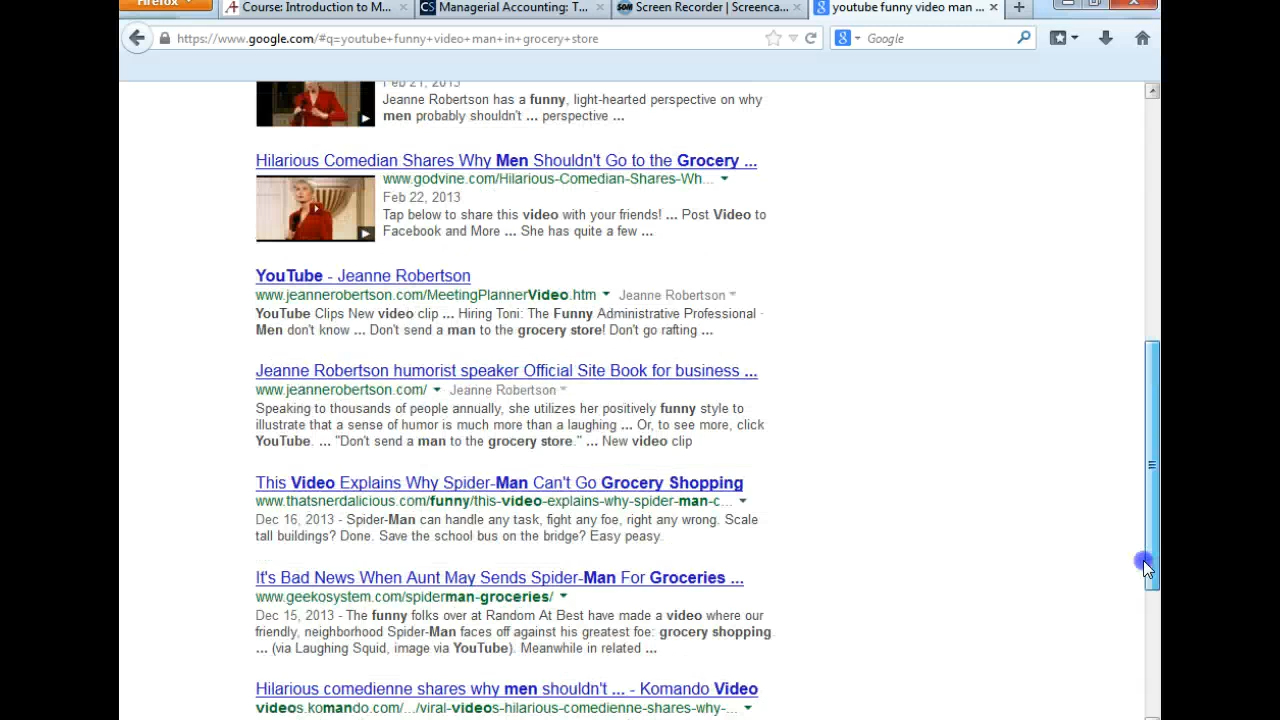 Firefox
Course: Introduction to M...
Managerial Accounting: T...
Screen Recorder | Screenca...
youtube funny video man ...
https://www.google.com/#q=youtube+funny+video+man+in+grocery+store
Google
Feb 21, 2013
Jeanne Robertson has a funny, light-hearted perspective on why
men probably shouldn't ... perspective ...
Hilarious Comedian Shares Why Men Shouldn't Go to the Grocery ...
www.godvine.com/Hilarious-Comedian-Shares-Wh...
Feb 22, 2013
Tap below to share this video with your friends! ... Post Video to
Facebook and More ... She has quite a few ...
YouTube - Jeanne Robertson
www.jeannerobertson.com/MeetingPlannerVideo.htm Jeanne Robertson
YouTube Clips New video clip ... Hiring Toni: The Funny Administrative Professional ·
Men don't know ... Don't send a man to the grocery store! Don't go rafting ...
Jeanne Robertson humorist speaker Official Site Book for business ...
www.jeannerobertson.com/ Jeanne Robertson
Speaking to thousands of people annually, she utilizes her positively funny style to
illustrate that a sense of humor is much more than a laughing ... Or, to see more, click
YouTube. ... "Don't send a man to the grocery store." ... New video clip
This Video Explains Why Spider-Man Can't Go Grocery Shopping
www.thatsnerdalicious.com/funny/this-video-explains-why-spider-man-c...
Dec 16, 2013 - Spider-Man can handle any task, fight any foe, right any wrong. Scale
tall buildings? Done. Save the school bus on the bridge? Easy peasy.
It's Bad News When Aunt May Sends Spider-Man For Groceries ...
www.geekosystem.com/spiderman-groceries/
Dec 15, 2013 - The funny folks over at Random At Best have made a video where our
friendly, neighborhood Spider-Man faces off against his greatest foe: grocery shopping.
... (via Laughing Squid, image via YouTube). Meanwhile in related ...
Hilarious comedienne shares why men shouldn't ... - Komando Video
videos.komando.com/.../viral-videos-hilarious-comedienne-shares-why-...